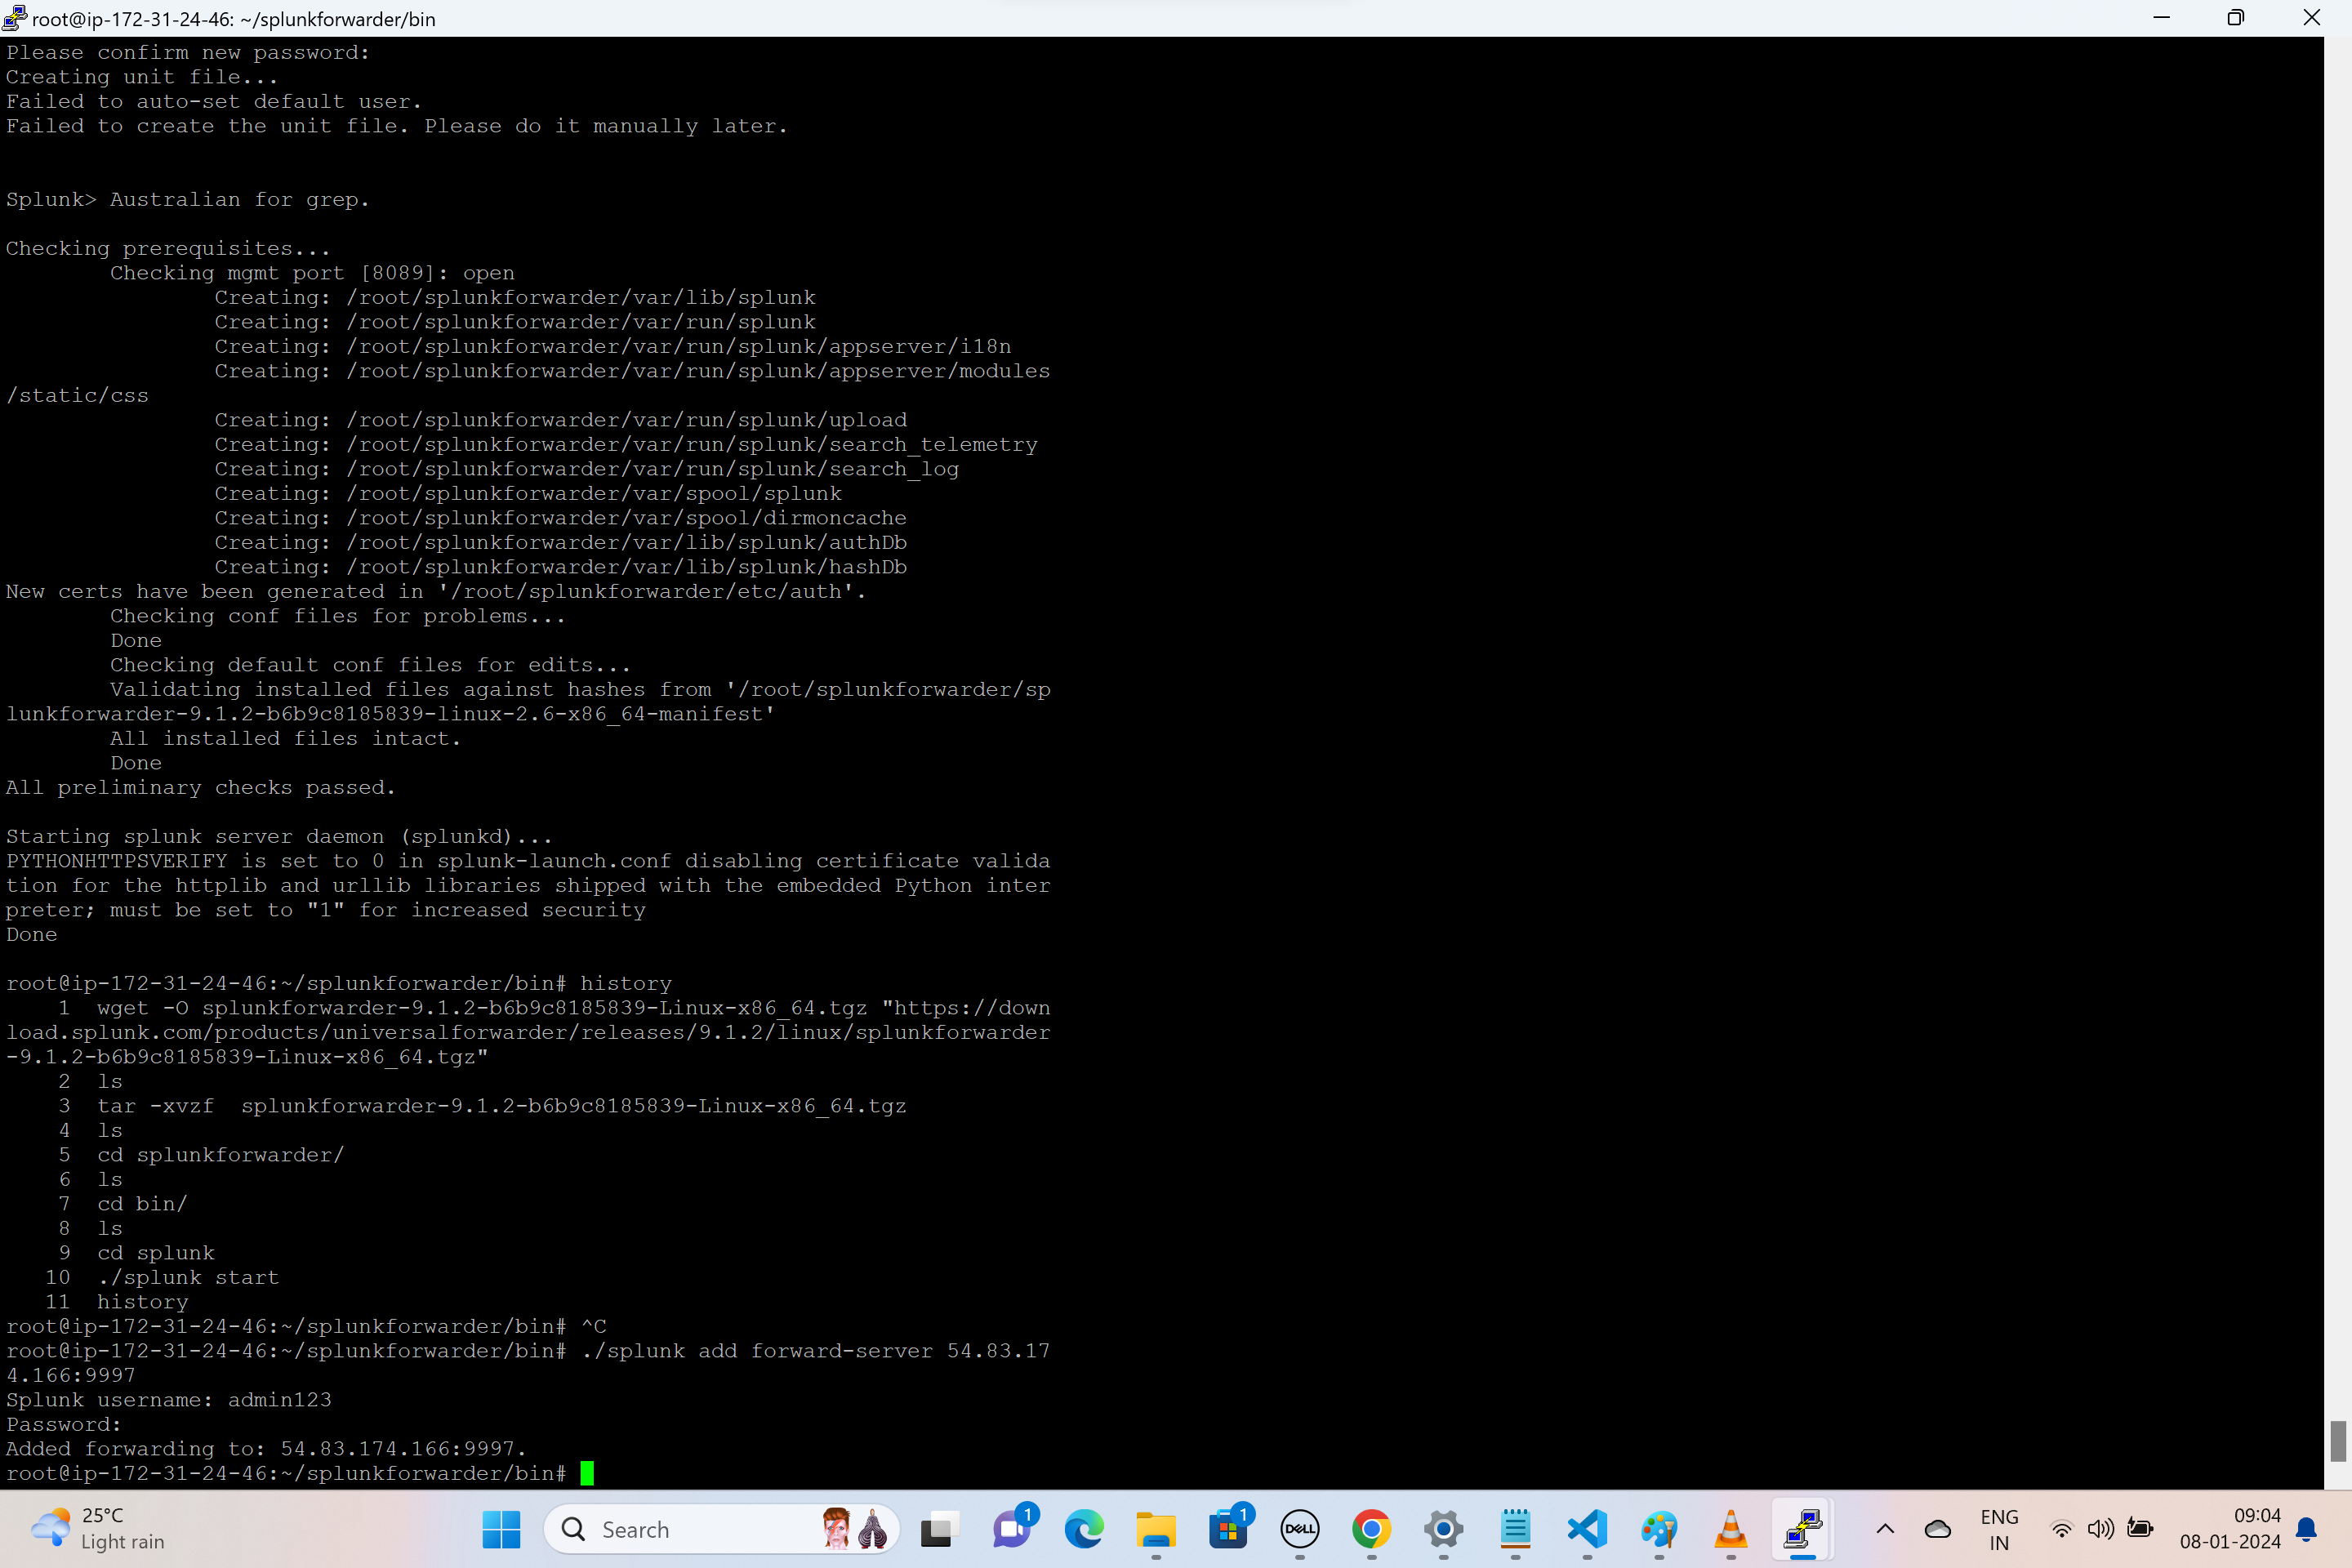 root@ip-172-31-24-46: ~/splunkforwarder/bin
Please confirm new password:
Creating unit file...
Failed to auto-set default user.
Failed to create the unit file. Please do it manually later.
Splunk> Australian for grep.
Checking prerequisites...
Checking mgmt port [8089]: open
Creating: /root/splunkforwarder/var/lib/splunk
Creating: /root/splunkforwarder/var/run/splunk
Creating: /root/splunkforwarder/var/run/splunk/appserver/i18n
Creating: /root/splunkforwarder/var/run/splunk/appserver/modules
/static/css
Creating: /root/splunkforwarder/var/run/splunk/upload
Creating: /root/splunkforwarder/var/run/splunk/search_telemetry
Creating: /root/splunkforwarder/var/run/splunk/search_log
Creating: /root/splunkforwarder/var/spool/splunk
Creating: /root/splunkforwarder/var/spool/dirmoncache
Creating: /root/splunkforwarder/var/lib/splunk/authDb
Creating: /root/splunkforwarder/var/lib/splunk/hashDb
New certs have been generated in '/root/splunkforwarder/etc/auth'.
Checking conf files for problems...
Done
Checking default conf files for edits...
Validating installed files against hashes from '/root/splunkforwarder/sp
lunkforwarder-9.1.2-b6b9c8185839-linux-2.6-x86_64-manifest'
All installed files intact.
Done
All preliminary checks passed.
Starting splunk server daemon (splunkd)...
PYTHONHTTPSVERIFY is set to 0 in splunk-launch.conf disabling certificate valida
tion for the httplib and urllib libraries shipped with the embedded Python inter
preter; must be set to "1" for increased security
Done
root@ip-172-31-24-46:~/splunkforwarder/bin# history
1 wget -O splunkforwarder-9.1.2-b6b9c8185839-Linux-x86_64.tgz "https://down
load.splunk.com/products/universalforwarder/releases/9.1.2/linux/splunkforwarder
-9.1.2-b6b9c8185839-Linux-x86_64.tgz"
2 ls
3 tar -xvzf  splunkforwarder-9.1.2-b6b9c8185839-Linux-x86_64.tgz
4 ls
5 cd splunkforwarder/
6 ls
7 cd bin/
8 ls
9 cd splunk
10 ./splunk start
11 history
root@ip-172-31-24-46:~/splunkforwarder/bin# ^C
root@ip-172-31-24-46:~/splunkforwarder/bin# ./splunk add forward-server 54.83.17
4.166:9997
Splunk username: admin123
Password:
Added forwarding to: 54.83.174.166:9997.
root@ip-172-31-24-46:~/splunkforwarder/bin#
25°C
Light rain
Search
1
1
DELL
ENG
IN
09:04
08-01-2024